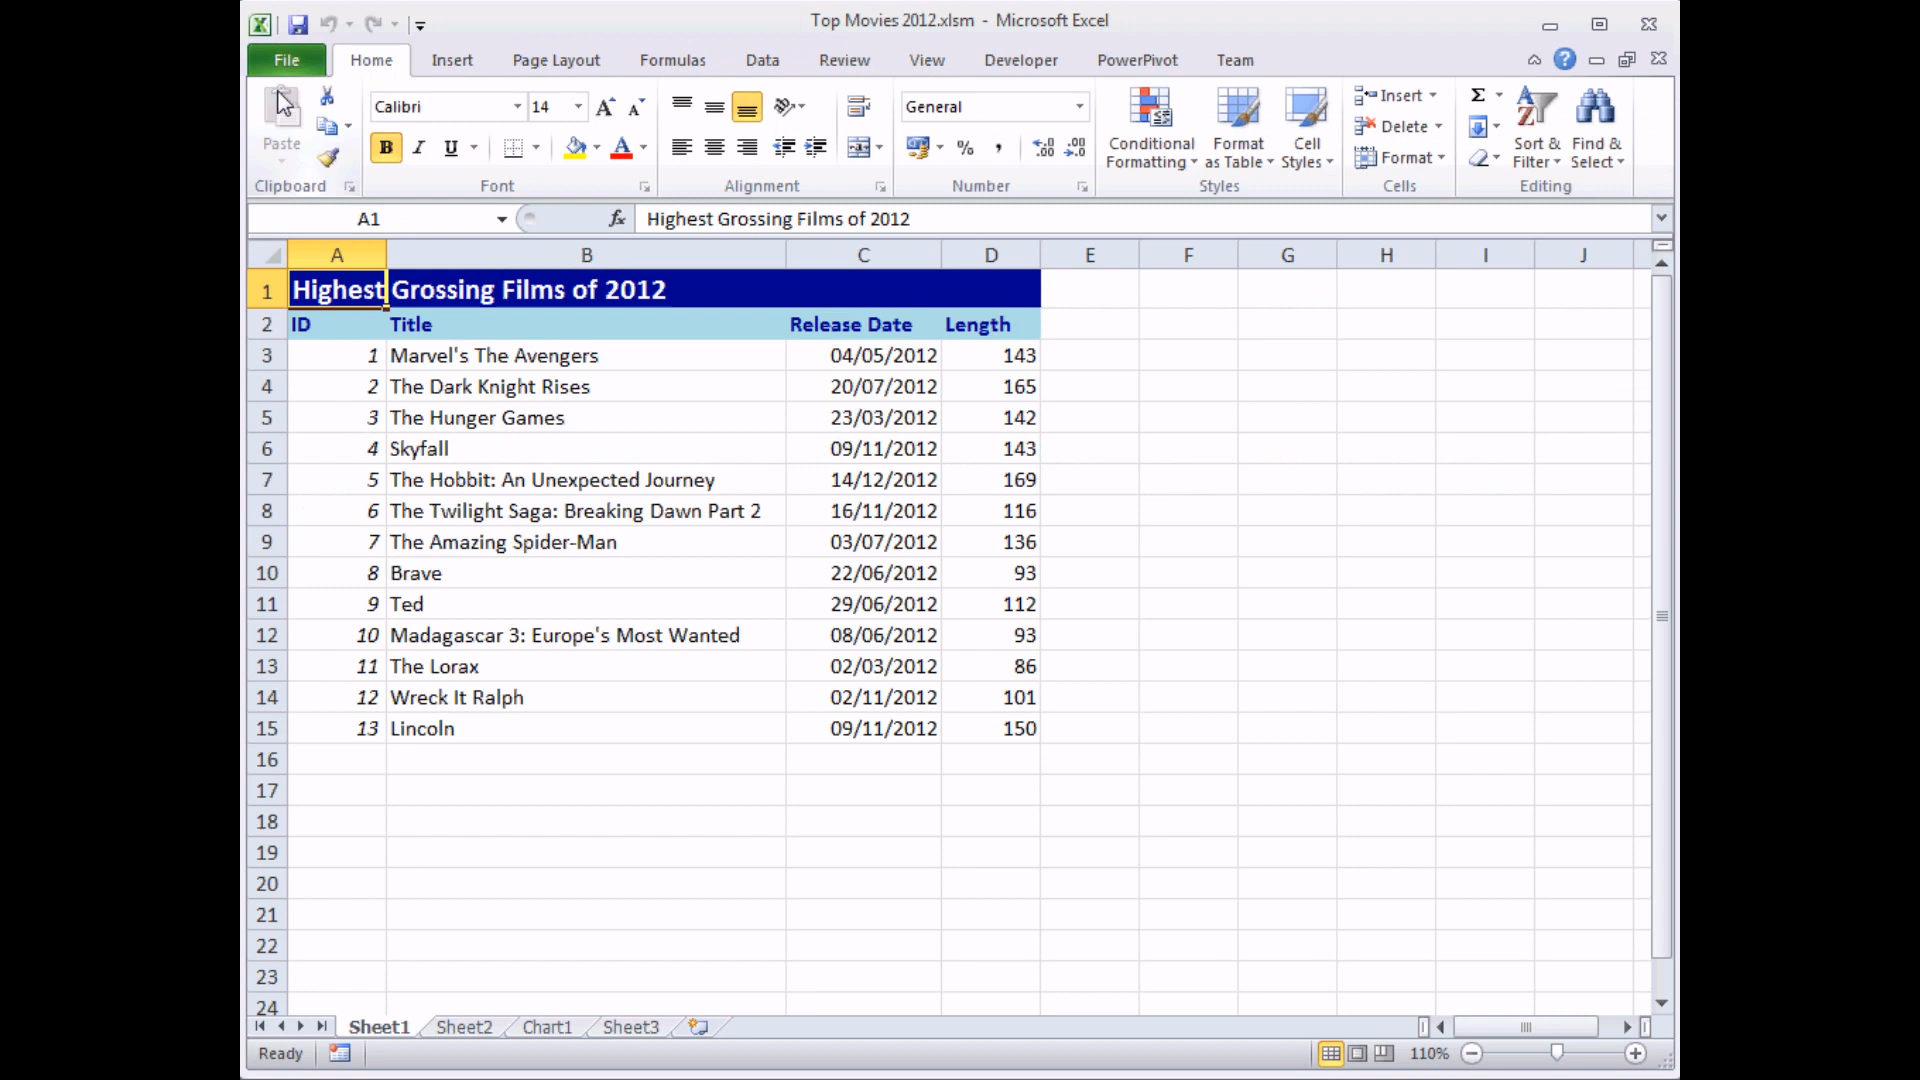 Top Movies 2012.xlsm - Microsoft Excel
File Home Insert Page Layout Formulas Data Review View Developer PowerPivot Team
Paste
Clipboard
Calibri 14
B I U
Font
Alignment
General
% ,
Number
Conditional Formatting
Format as Table
Cell Styles
Styles
Insert
Delete
Format
Cells
Σ
Sort & Filter
Find & Select
Editing
A1 fx Highest Grossing Films of 2012
A B C D E F G H I J
1 Highest Grossing Films of 2012
2 ID Title Release Date Length
3 1 Marvel's The Avengers 04/05/2012 143
4 2 The Dark Knight Rises 20/07/2012 165
5 3 The Hunger Games 23/03/2012 142
6 4 Skyfall 09/11/2012 143
7 5 The Hobbit: An Unexpected Journey 14/12/2012 169
8 6 The Twilight Saga: Breaking Dawn Part 2 16/11/2012 116
9 7 The Amazing Spider-Man 03/07/2012 136
10 8 Brave 22/06/2012 93
11 9 Ted 29/06/2012 112
12 10 Madagascar 3: Europe's Most Wanted 08/06/2012 93
13 11 The Lorax 02/03/2012 86
14 12 Wreck It Ralph 02/11/2012 101
15 13 Lincoln 09/11/2012 150
16
17
18
19
20
21
22
23
24
Sheet1 Sheet2 Chart1 Sheet3
Ready 110%